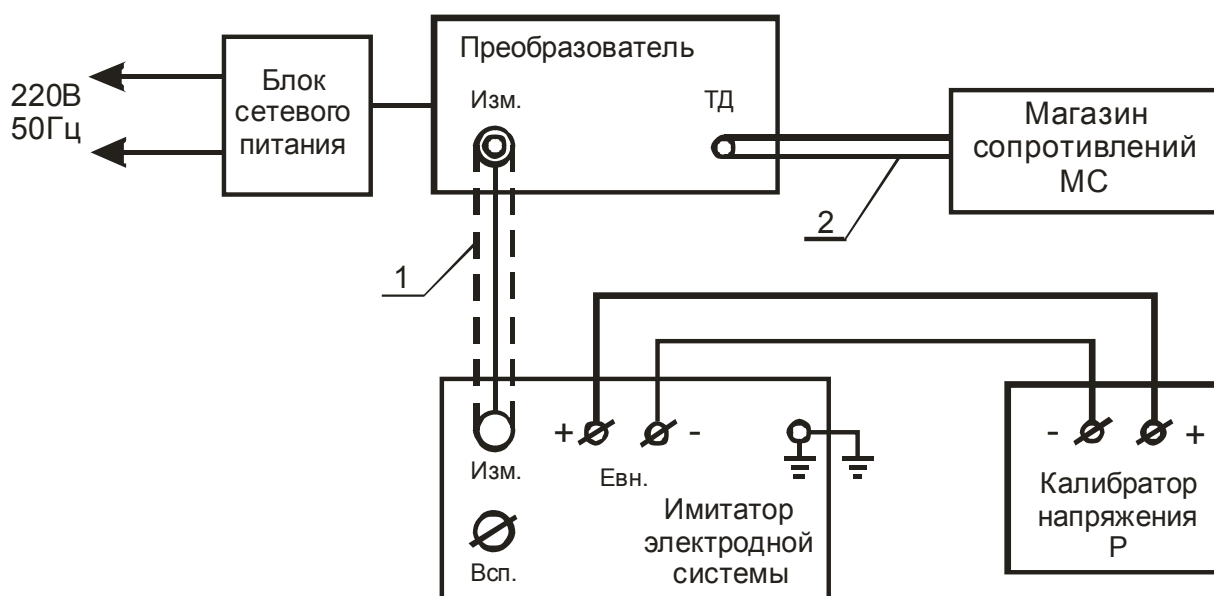 220В
50Гц
Блок
сетевого
питания
Преобразователь
Изм.
ТД
Магазин
сопротивлений
МС
1
2
+
-
Изм.
Евн.
Всп.
Имитатор
электродной
системы
-
+
Калибратор
напряжения
Р